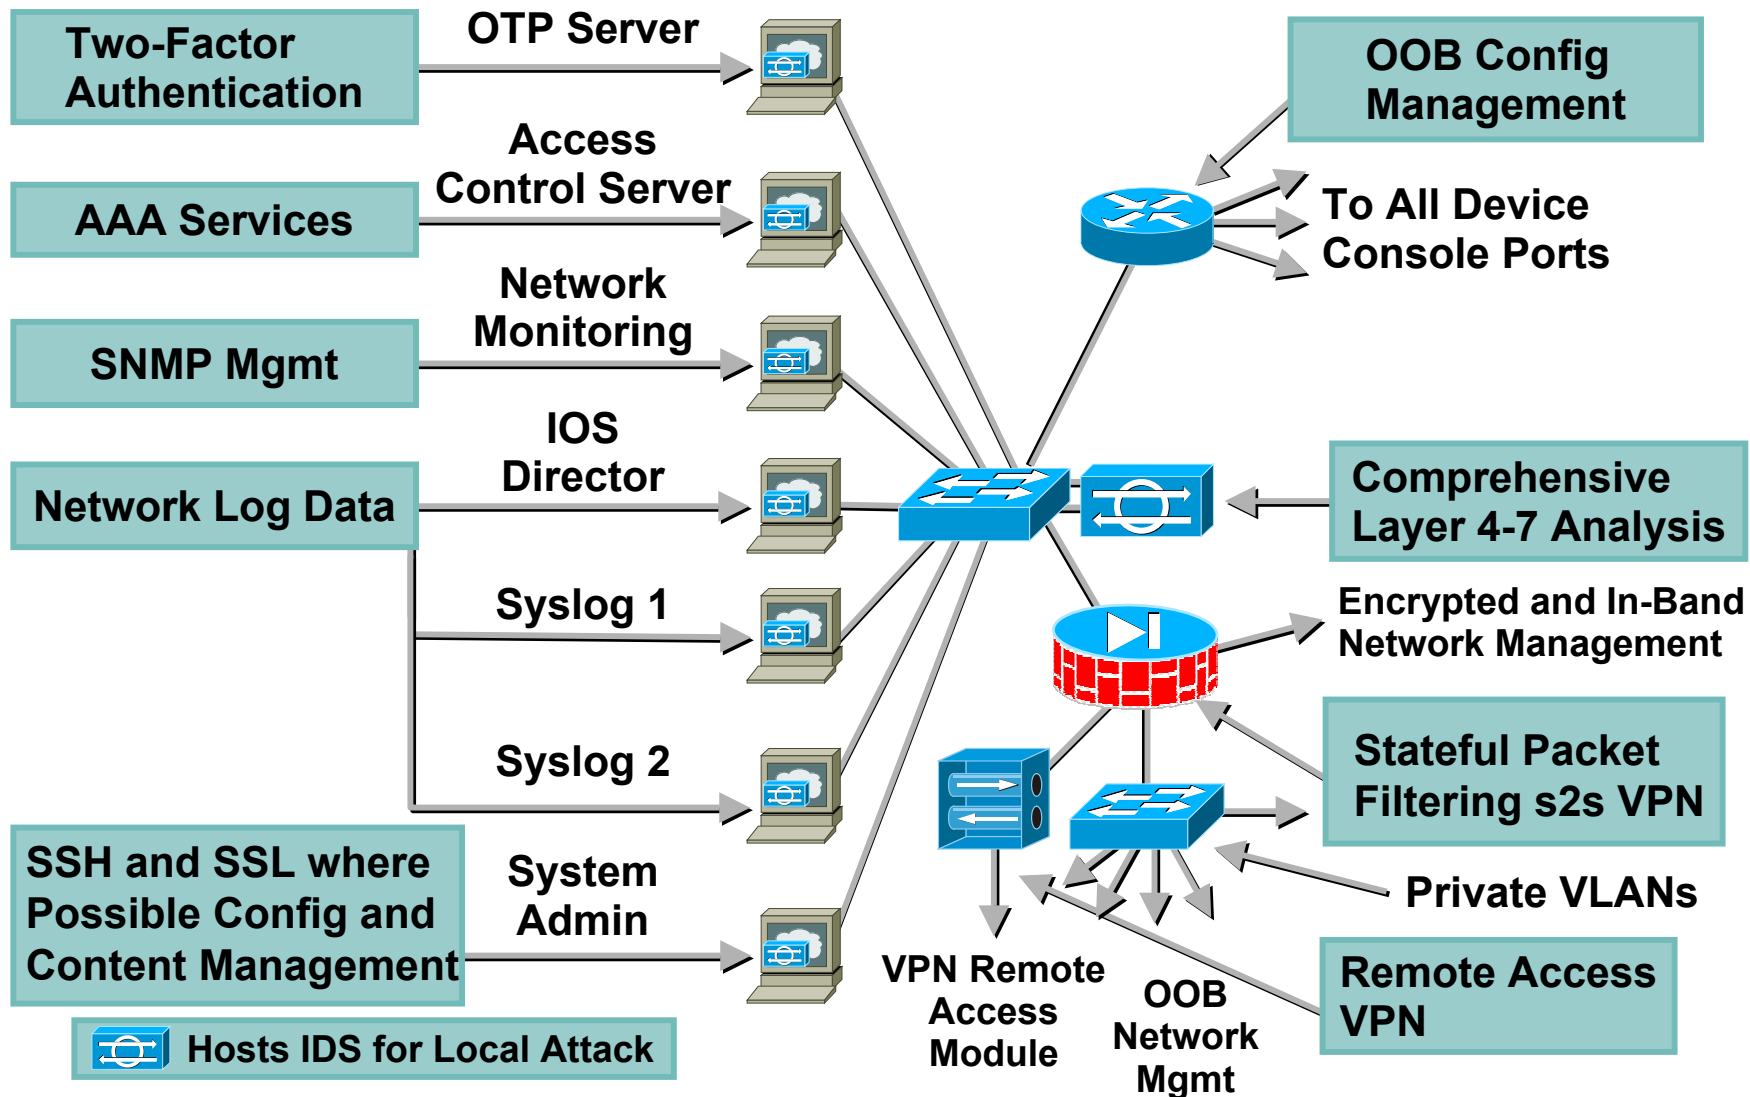 Two-Factor
Authentication
OTP Server
OOB Config
Management
Access
Control Server
AAA Services
To All Device
Console Ports
Network
Monitoring
SNMP Mgmt
IOS
Director
Network Log Data
Comprehensive
Layer 4-7 Analysis
Syslog 1
Encrypted and In-Band
Network Management
Syslog 2
Stateful Packet
Filtering s2s VPN
SSH and SSL where
Possible Config and
Content Management
System
Admin
Private VLANs
VPN Remote
Access
Module
OOB
Network
Mgmt
Remote Access
VPN
Hosts IDS for Local Attack